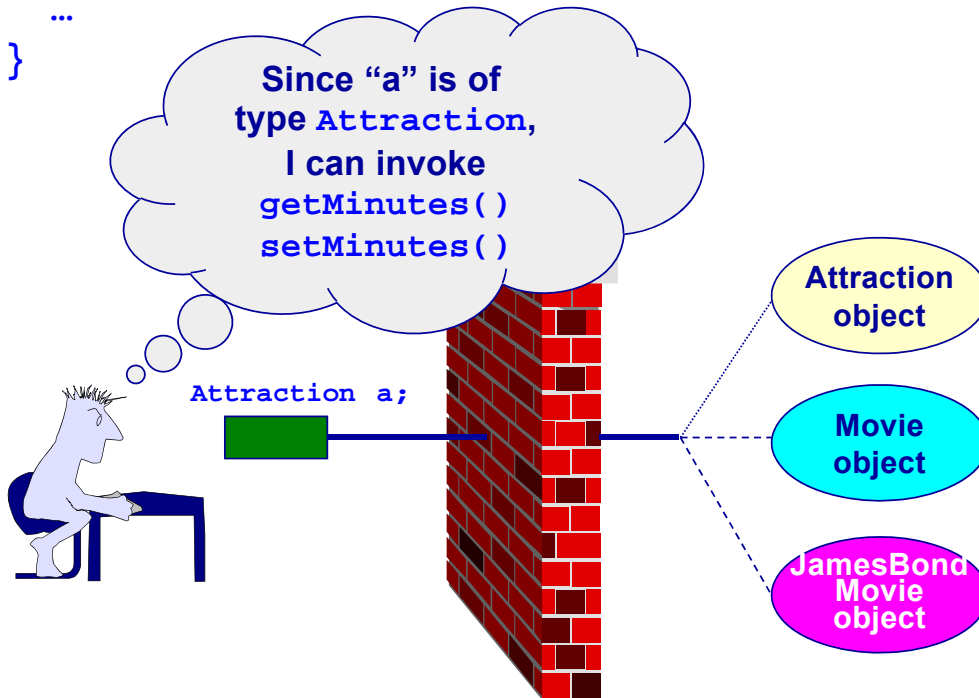 …
}
Since “a” is of
type Attraction,
I can invoke
getMinutes()
setMinutes()
Attraction a;
Attraction
object
Movie
object
JamesBond
Movie
object